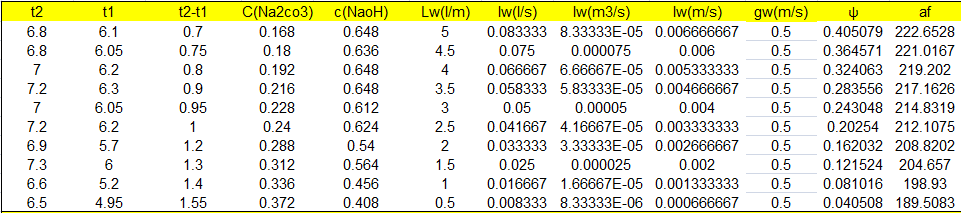 t2 t1 t2-t1 C(Na2co3) c(NaoH) Lw(l/m) lw(l/s) lw(m3/s) lw(m/s) gw(m/s) ψ af
6.8 6.1 0.7 0.168 0.648 5 0.083333 8.33333E-05 0.006666667 0.5 0.405079 222.6528
6.8 6.05 0.75 0.18 0.636 4.5 0.075 0.000075 0.006 0.5 0.364571 221.0167
7 6.2 0.8 0.192 0.648 4 0.066667 6.66667E-05 0.005333333 0.5 0.324063 219.202
7.2 6.3 0.9 0.216 0.648 3.5 0.058333 5.83333E-05 0.004666667 0.5 0.283556 217.1626
7 6.05 0.95 0.228 0.612 3 0.05 0.00005 0.004 0.5 0.243048 214.8319
7.2 6.2 1 0.24 0.624 2.5 0.041667 4.16667E-05 0.003333333 0.5 0.20254 212.1075
6.9 5.7 1.2 0.288 0.54 2 0.033333 3.33333E-05 0.002666667 0.5 0.162032 208.8202
7.3 6 1.3 0.312 0.564 1.5 0.025 0.000025 0.002 0.5 0.121524 204.657
6.6 5.2 1.4 0.336 0.456 1 0.016667 1.66667E-05 0.001333333 0.5 0.081016 198.93
6.5 4.95 1.55 0.372 0.408 0.5 0.008333 8.33333E-06 0.000666667 0.5 0.040508 189.5083